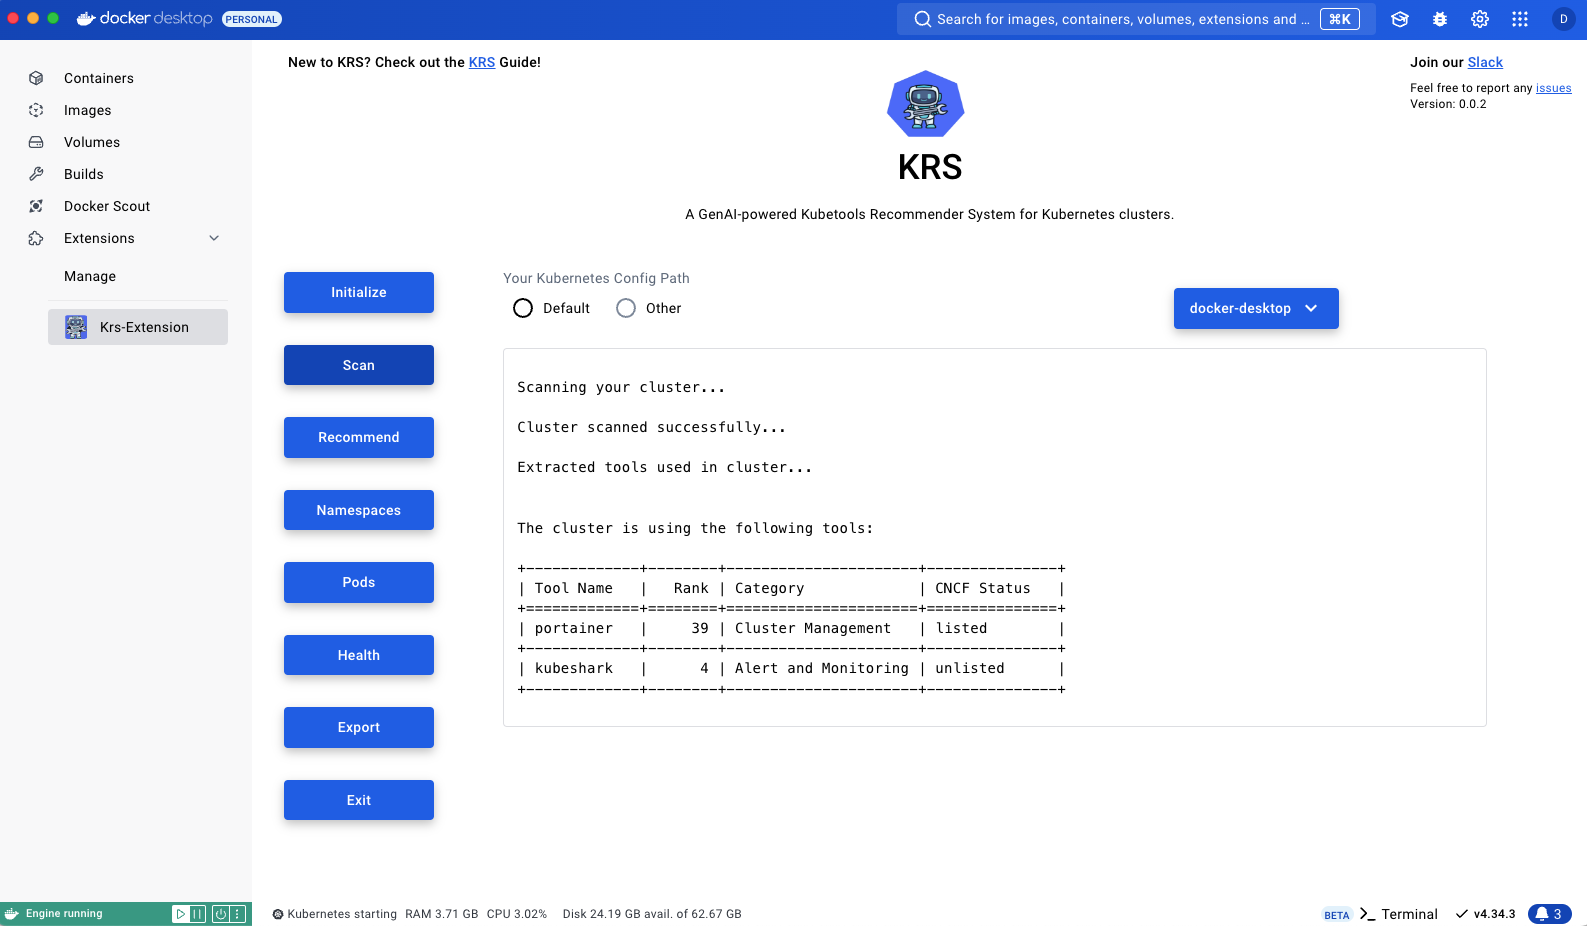 docker desktop PERSONAL
Search for images, containers, volumes, extensions and ... ⌘K
D
Containers
Images
Volumes
Builds
Docker Scout
Extensions
Manage
Krs-Extension
New to KRS? Check out the KRS Guide!
Join our Slack
Feel free to report any issues
Version: 0.0.2
KRS
A GenAI-powered Kubetools Recommender System for Kubernetes clusters.
Initialize
Scan
Recommend
Namespaces
Pods
Health
Export
Exit
Your Kubernetes Config Path
Default Other
docker-desktop
Scanning your cluster...
Cluster scanned successfully...
Extracted tools used in cluster...
The cluster is using the following tools:
+-------------+--------+----------------------+---------------+
| Tool Name   |   Rank | Category             | CNCF Status   |
+=============+========+======================+===============+
| portainer   |     39 | Cluster Management   | listed        |
+-------------+--------+----------------------+---------------+
| kubeshark   |      4 | Alert and Monitoring | unlisted      |
+-------------+--------+----------------------+---------------+
Engine running
Kubernetes starting RAM 3.71 GB CPU 3.02% Disk 24.19 GB avail. of 62.67 GB
BETA >_ Terminal ✓ v4.34.3 3